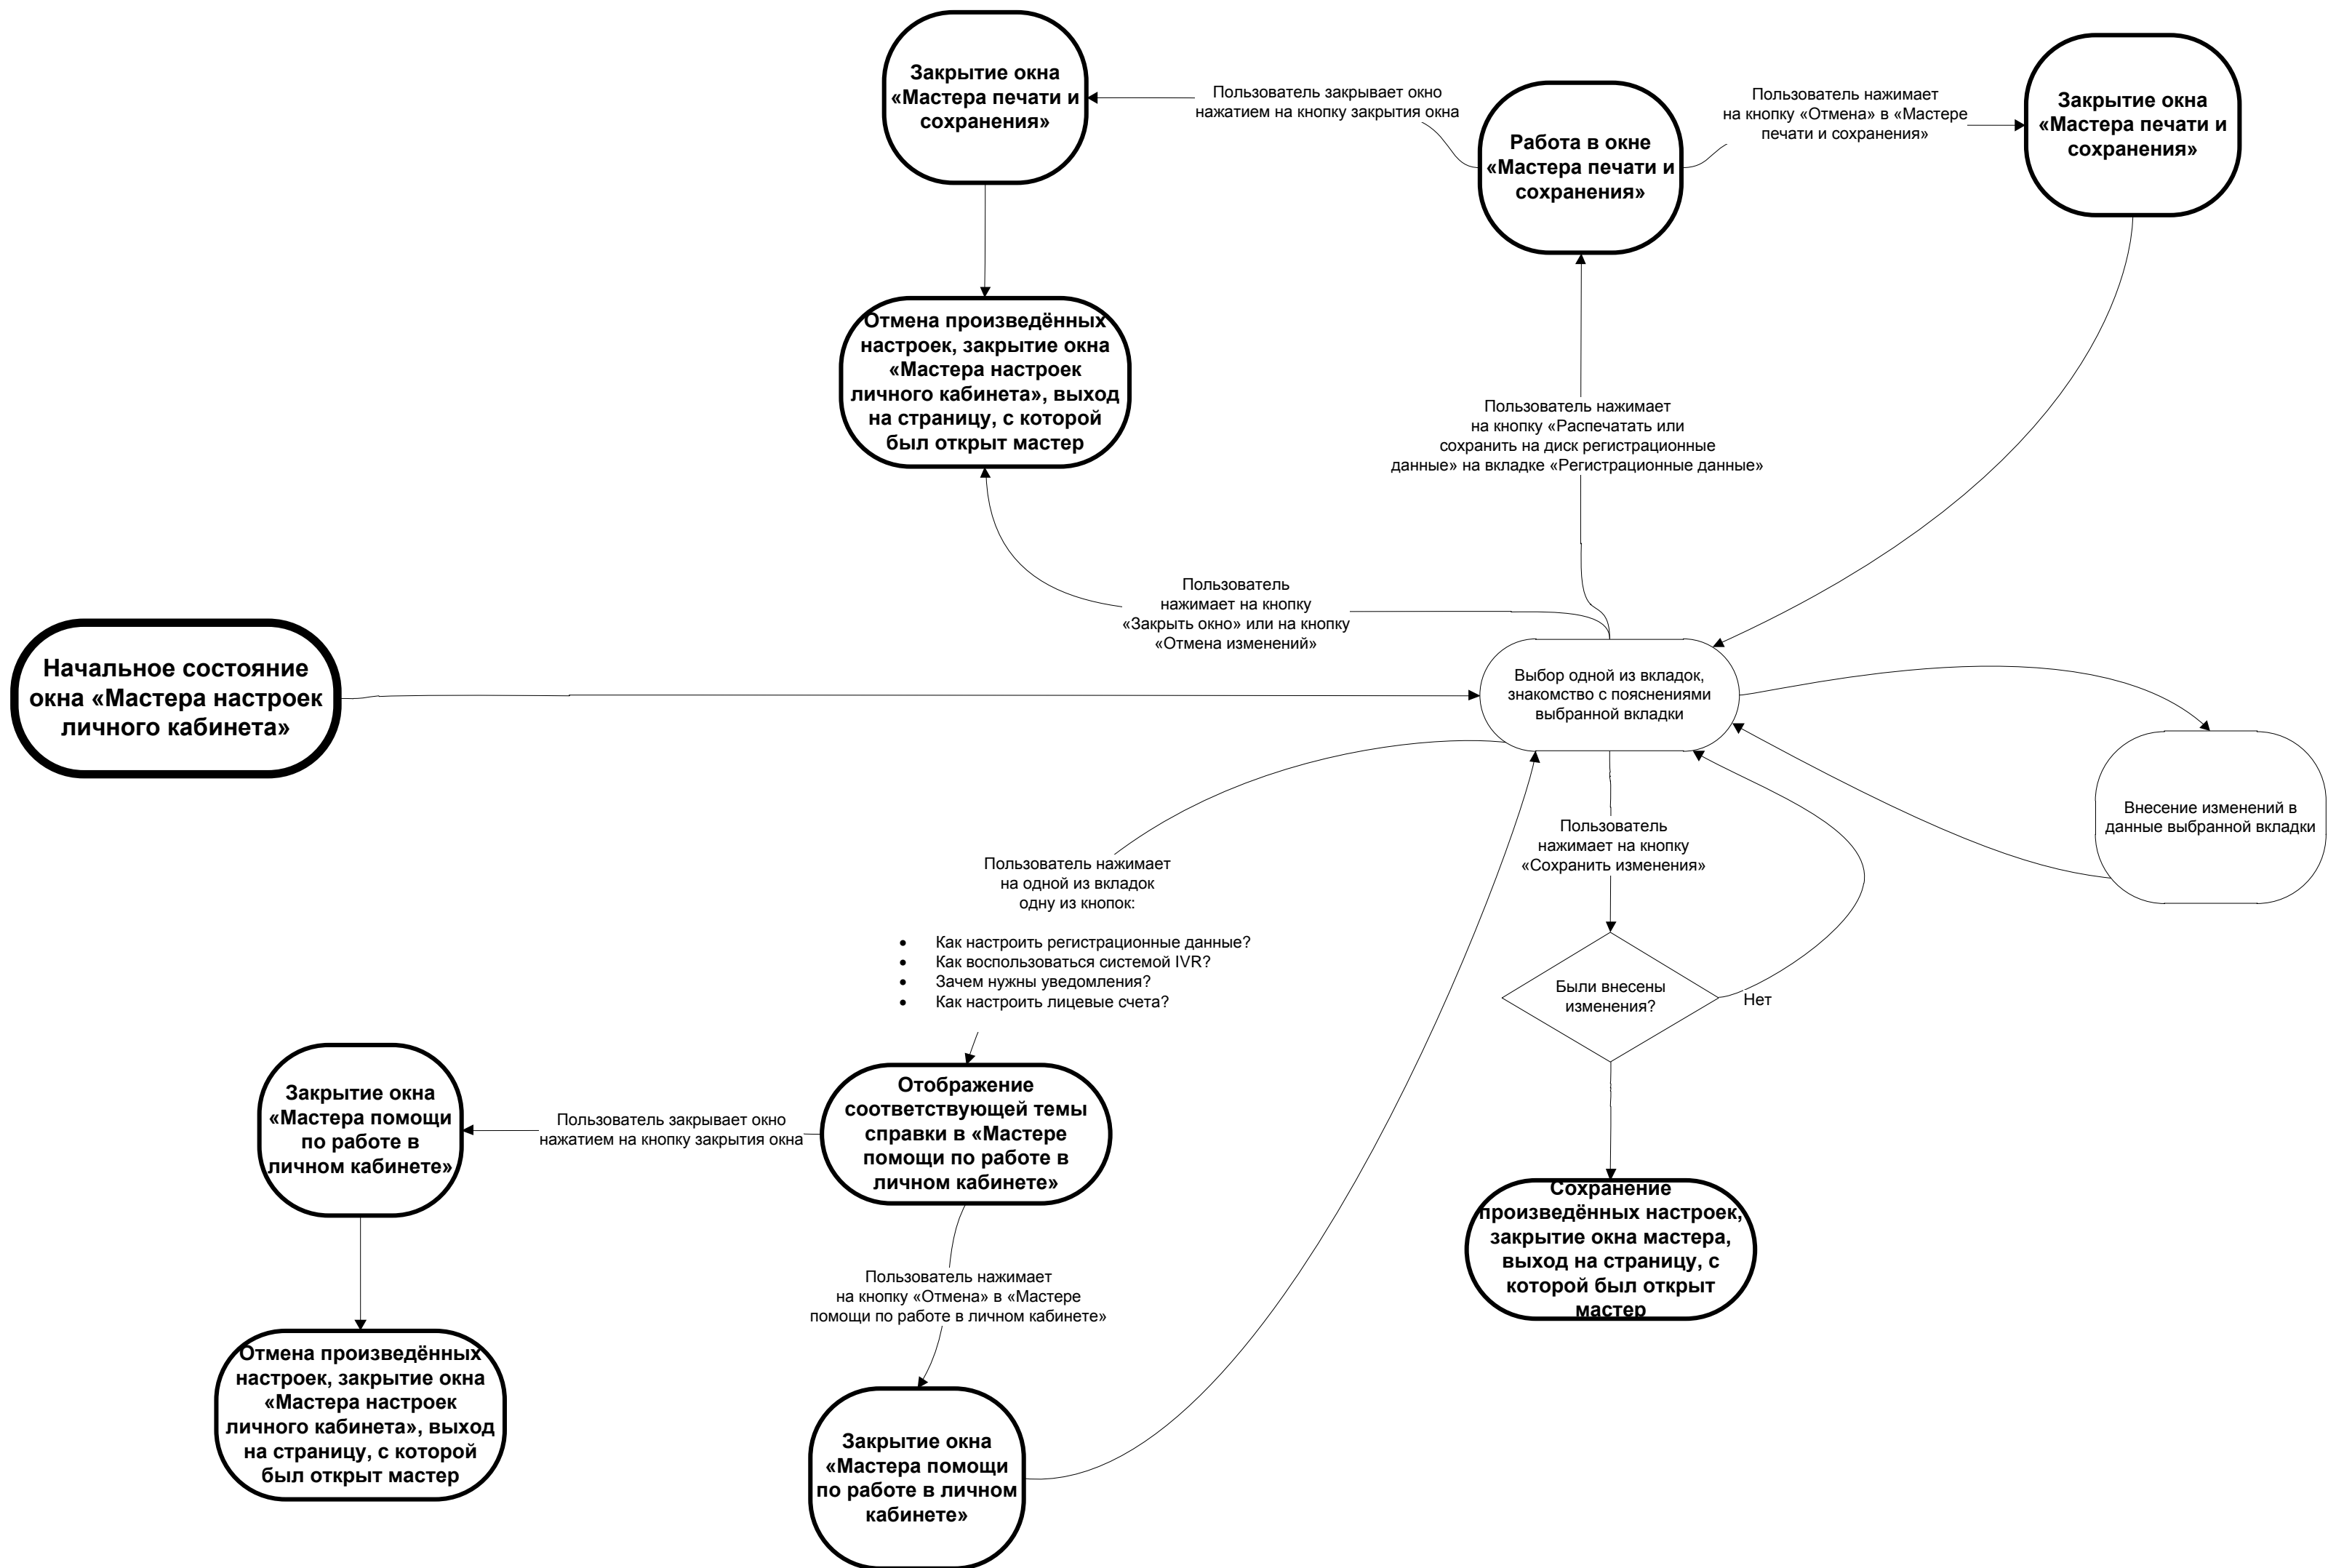 Закрытие окна
«Мастера печати и
сохранения»
Пользователь закрывает окно
нажатием на кнопку закрытия окна
Работа в окне
«Мастера печати и
сохранения»
Пользователь нажимает
на кнопку «Отмена» в «Мастере
печати и сохранения»
Закрытие окна
«Мастера печати и
сохранения»
Отмена произведённых
настроек, закрытие окна
«Мастера настроек
личного кабинета», выход
на страницу, с которой
был открыт мастер
Пользователь нажимает
на кнопку «Распечатать или
сохранить на диск регистрационные
данные» на вкладке «Регистрационные данные»
Пользователь
нажимает на кнопку
«Закрыть окно» или на кнопку
«Отмена изменений»
Начальное состояние
окна «Мастера настроек
личного кабинета»
Выбор одной из вкладок,
знакомство с пояснениями
выбранной вкладки
Внесение изменений в
данные выбранной вкладки
Пользователь
нажимает на кнопку
«Сохранить изменения»
Пользователь нажимает
на одной из вкладок
одну из кнопок:
• Как настроить регистрационные данные?
• Как воспользоваться системой IVR?
• Зачем нужны уведомления?
• Как настроить лицевые счета?
Были внесены
изменения?
Нет
Закрытие окна
«Мастера помощи
по работе в
личном кабинете»
Пользователь закрывает окно
нажатием на кнопку закрытия окна
Отображение
соответствующей темы
справки в «Мастере
помощи по работе в
личном кабинете»
Сохранение
произведённых настроек,
закрытие окна мастера,
выход на страницу, с
которой был открыт
мастер
Пользователь нажимает
на кнопку «Отмена» в «Мастере
помощи по работе в личном кабинете»
Отмена произведённых
настроек, закрытие окна
«Мастера настроек
личного кабинета», выход
на страницу, с которой
был открыт мастер
Закрытие окна
«Мастера помощи
по работе в личном
кабинете»